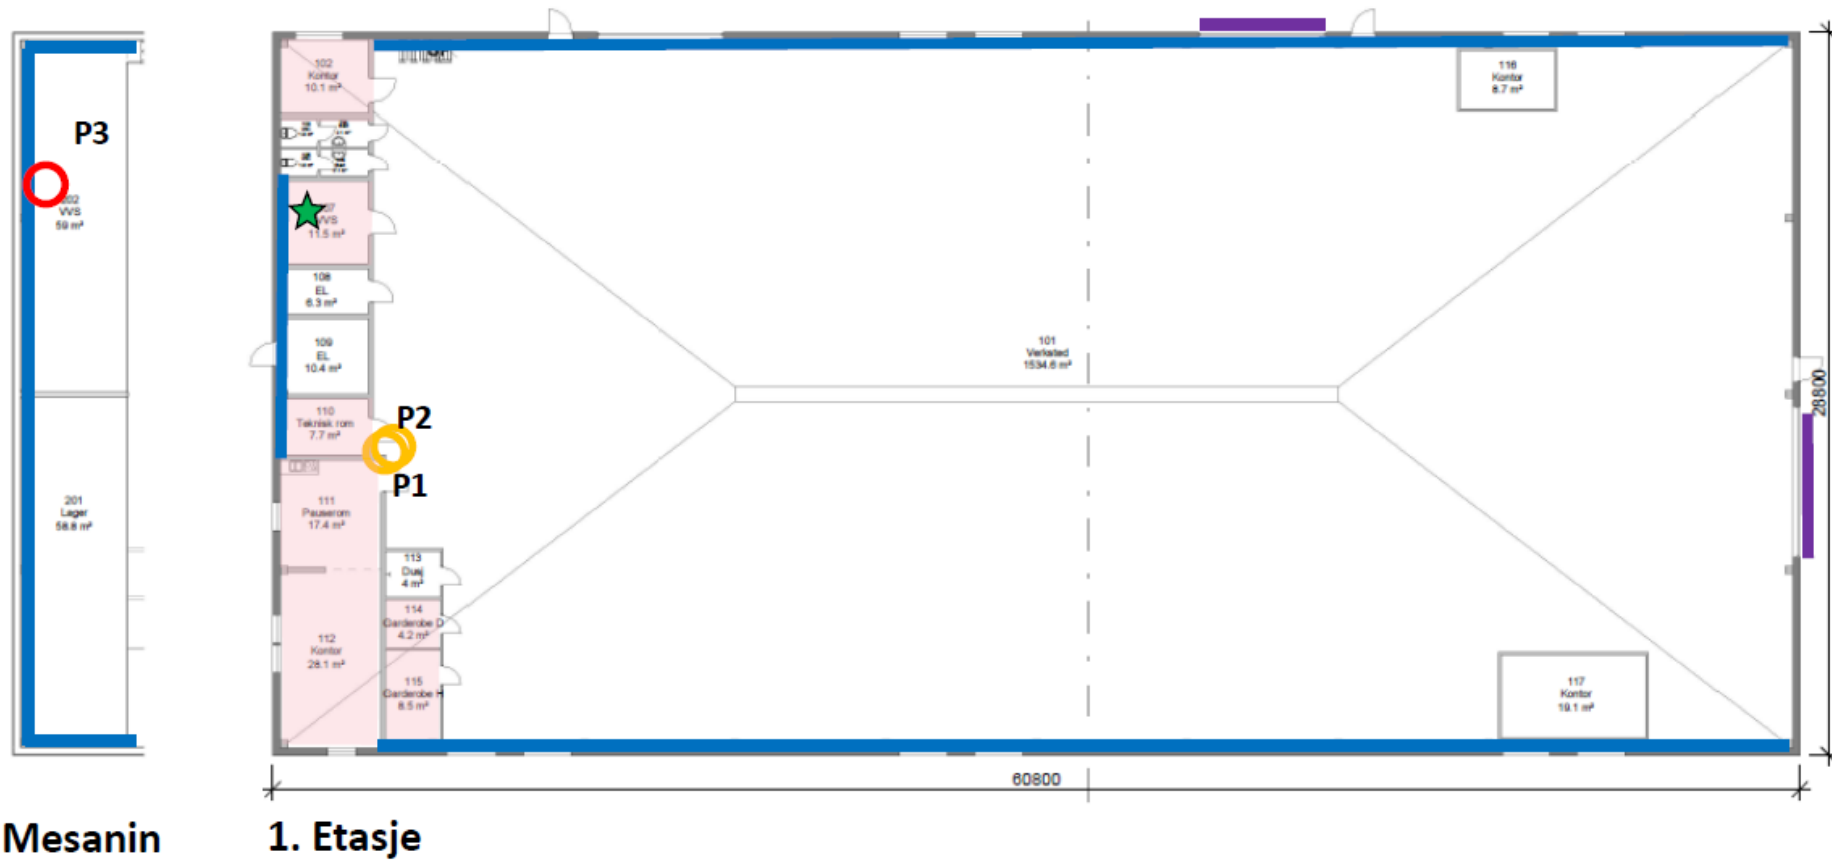 P3
202
VVS
59 m²
201
Lager
58.8 m²
Mesanin
102
Kontor
10.1 m²
VVS
11.5 m²
108
EL
6.3 m²
109
EL
10.4 m²
110
Teknisk rom
7.7 m²
P2
P1
111
Pauserom
17.4 m²
112
Kontor
28.1 m²
113
Dusj
4 m²
114
Garderobe D
4.2 m²
115
Garderobe H
8.5 m²
101
Verksted
1534.6 m²
116
Kontor
8.7 m²
117
Kontor
19.1 m²
28800
60800
1. Etasje